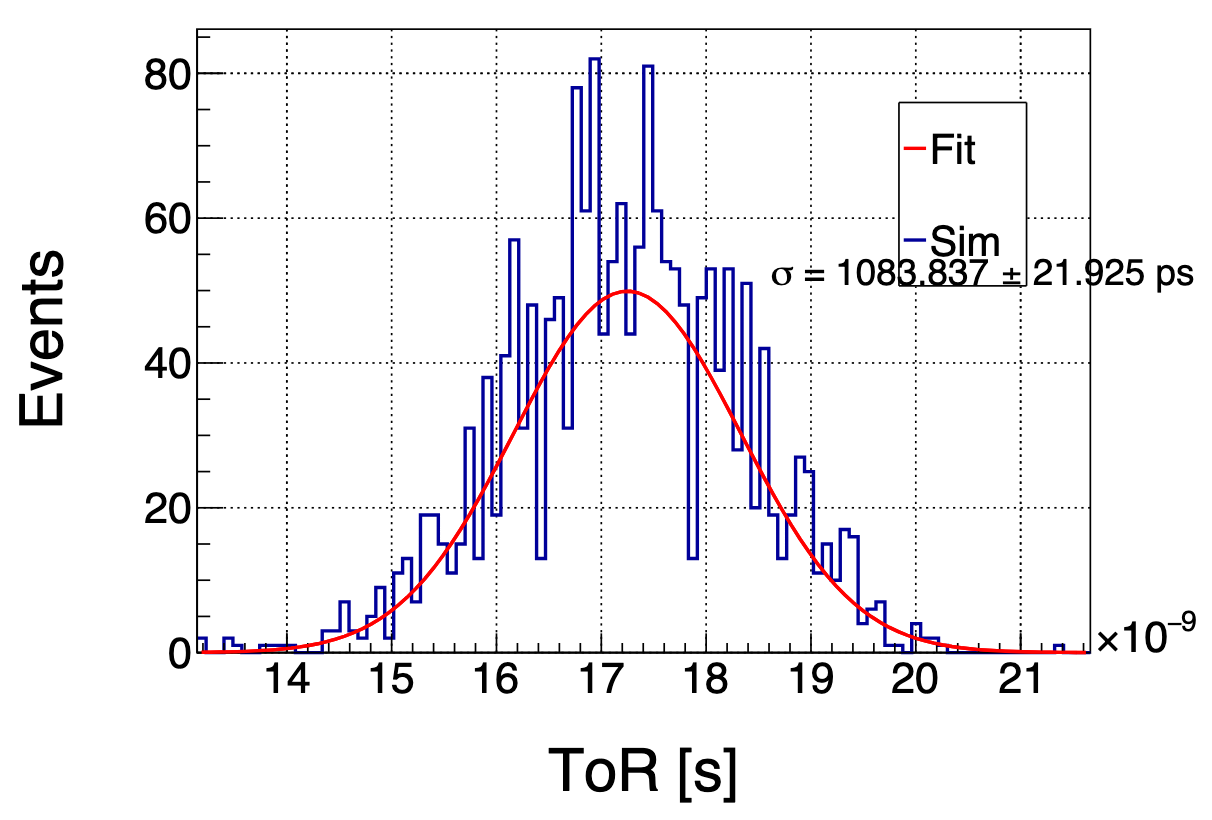 80
60
40
20
0
Events
Fit
Sim
σ = 1083.837 ± 21.925 ps
14 15 16 17 18 19 20 21
×10⁻⁹
ToR [s]